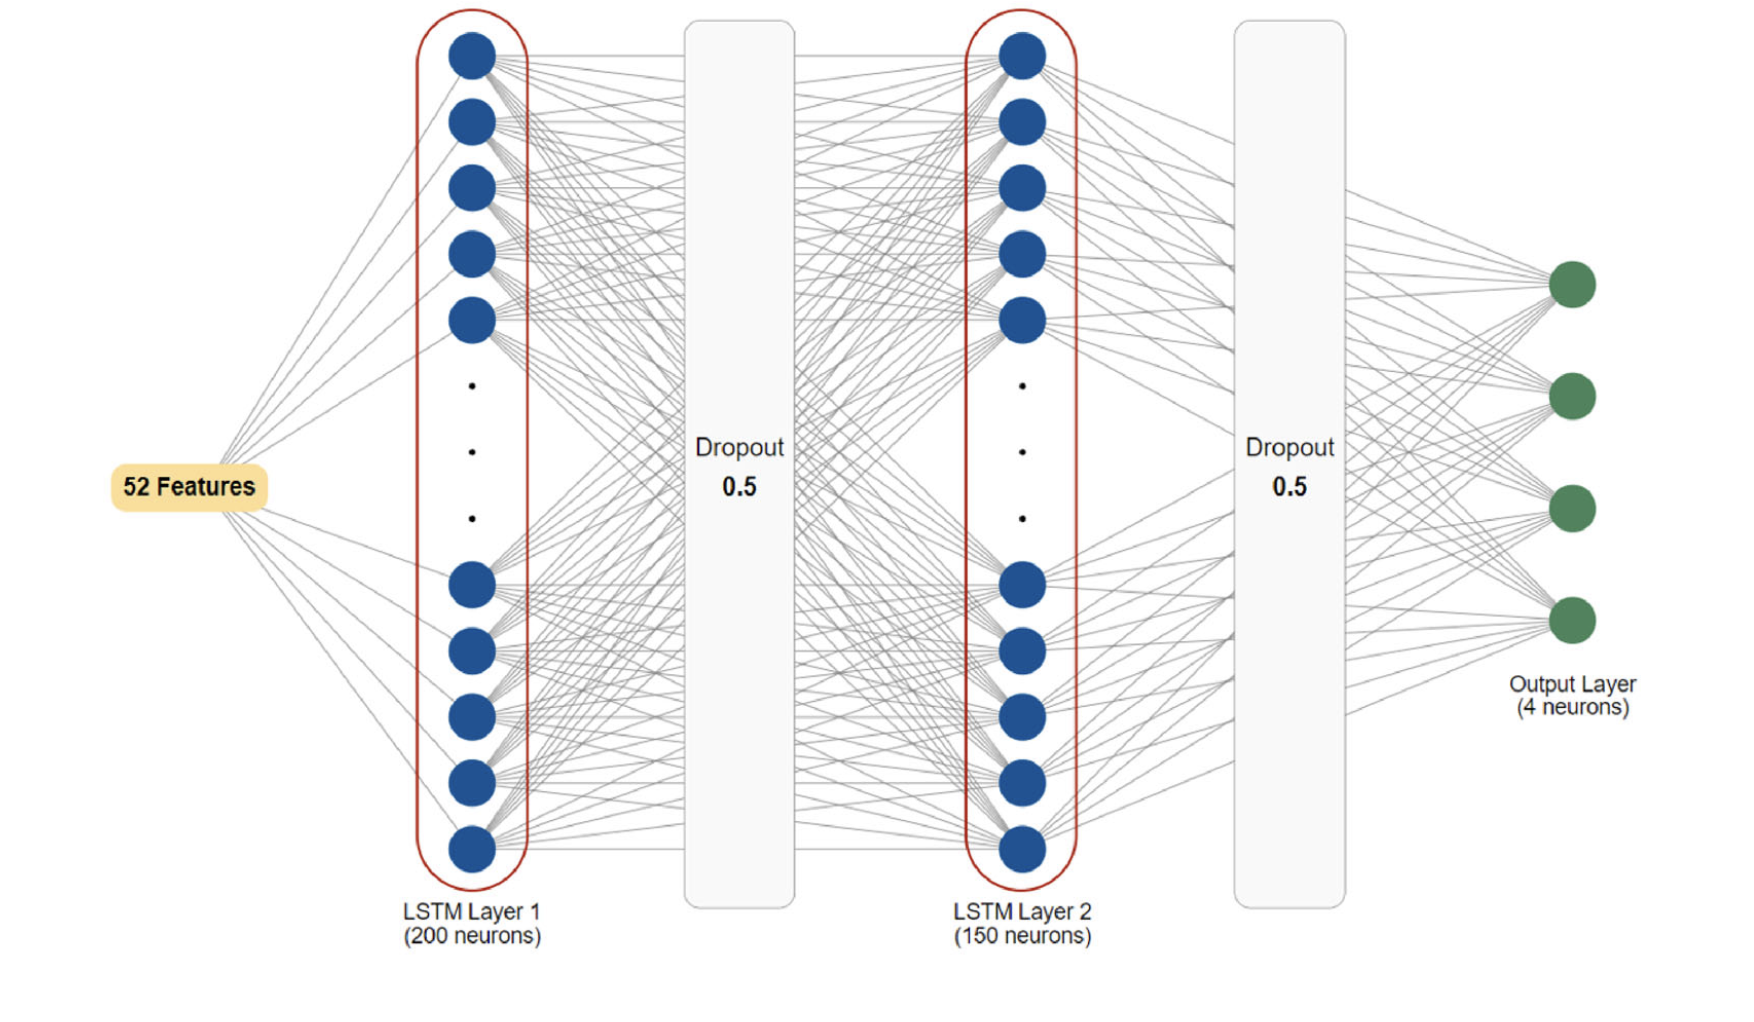 52 Features
LSTM Layer 1
(200 neurons)
Dropout
0.5
LSTM Layer 2
(150 neurons)
Dropout
0.5
Output Layer
(4 neurons)